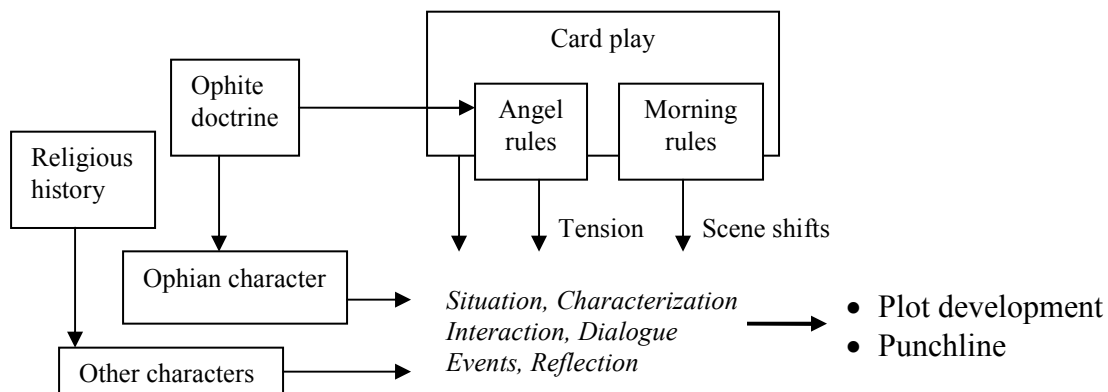 Card play
Ophite
doctrine
Angel
rules
Morning
rules
Religious
history
Tension
Scene shifts
Ophian character
Situation, Characterization
Interaction, Dialogue
Events, Reflection
• Plot development
• Punchline
Other characters